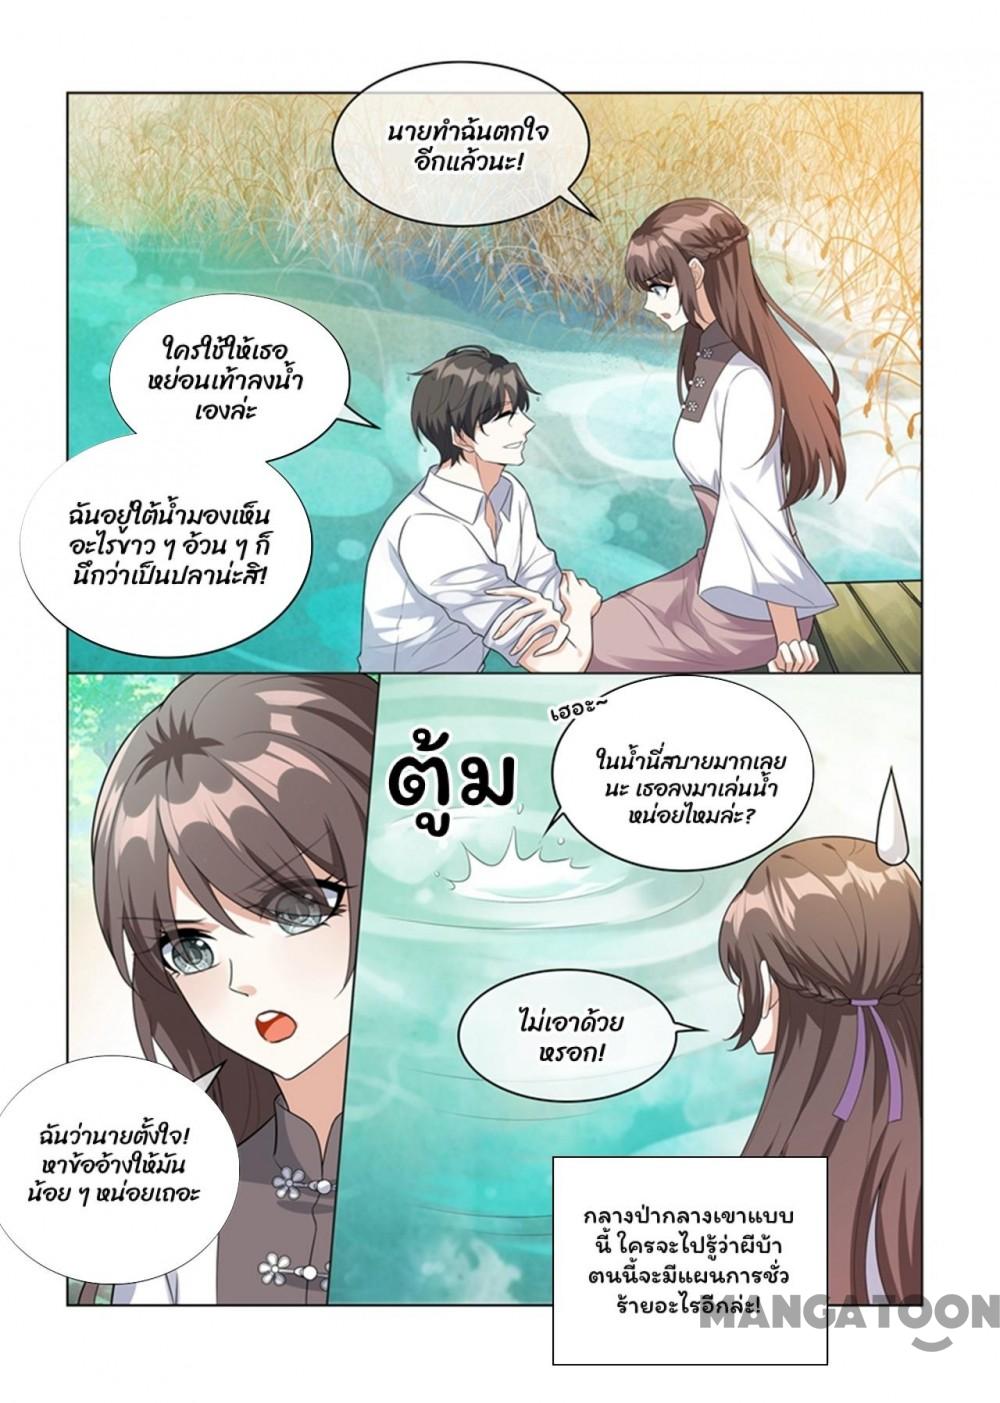 นายทำฉันตกใจ
อีกแล้วนะ!
ใครใช้ให้เธอ
หย่อนเท้าลงน้ำ
เองล่ะ
ฉันอยู่ใต้น้ำมองเห็น
อะไรขาว ๆ อ้วน ๆ ก็
นึกว่าเป็นปลาน่ะสิ!
ฉันว่านายตั้งใจ!
หาข้ออ้างให้มัน
น้อย ๆ หน่อยเถอะ
ตู้ม
เฮอะ~
ในน้ำนี่สบายมากเลย
นะ เธอลงมาเล่นน้ำ
หน่อยไหมล่ะ?
ไม่เอาด้วย
หรอก!
กลางป่ากลางเขาแบบ
นี้ ใครจะไปรู้ว่าผีบ้า
ตนนี้จะมีแผนการชั่ว
ร้ายอะไรอีกล่ะ!
MANGATOON